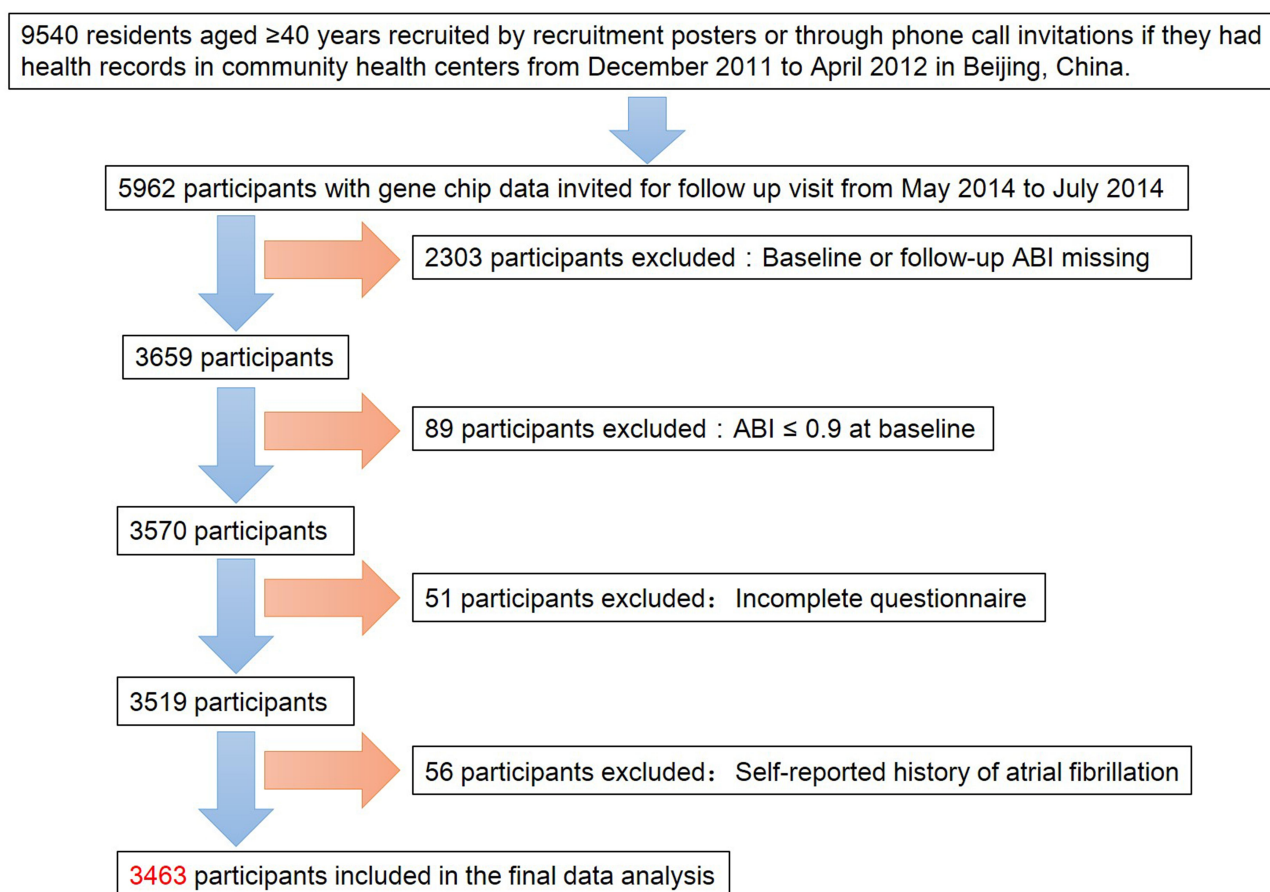 9540 residents aged ≥40 years recruited by recruitment posters or through phone call invitations if they had
health records in community health centers from December 2011 to April 2012 in Beijing, China.
5962 participants with gene chip data invited for follow up visit from May 2014 to July 2014
2303 participants excluded：Baseline or follow-up ABI missing
3659 participants
89 participants excluded：ABI ≤ 0.9 at baseline
3570 participants
51 participants excluded： Incomplete questionnaire
3519 participants
56 participants excluded： Self-reported history of atrial fibrillation
3463 participants included in the final data analysis